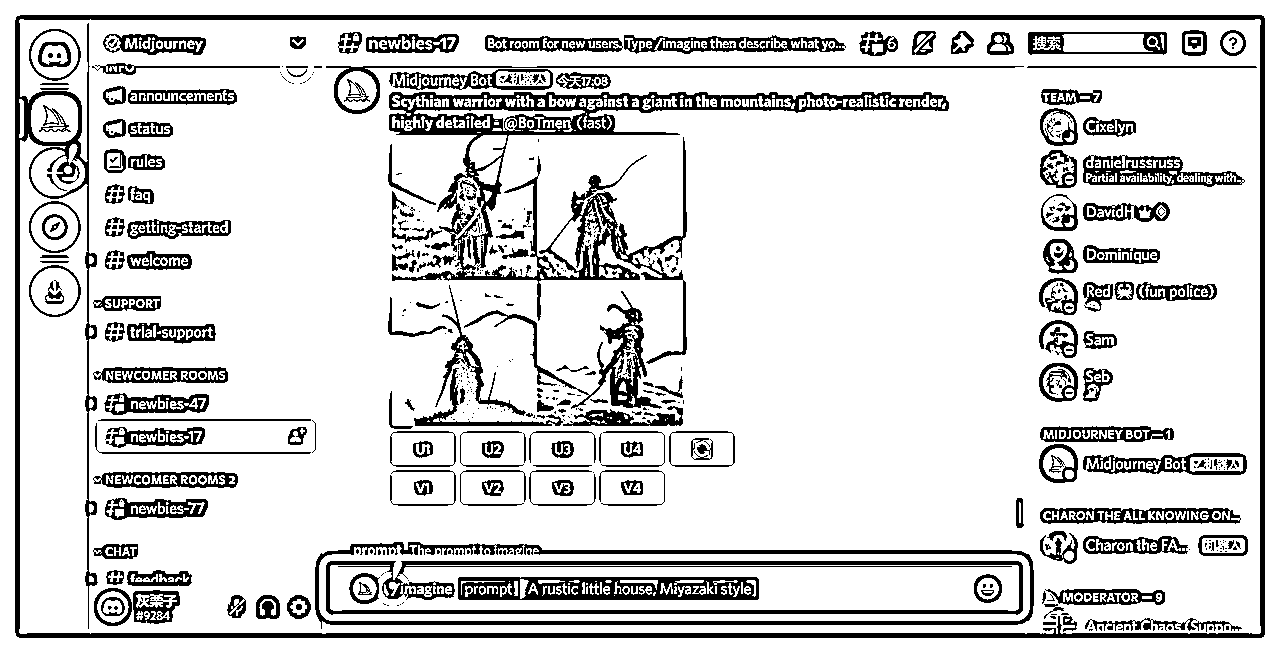 Midjourney
INFO
announcements
status
rules
faq
getting-started
welcome
SUPPORT
trial-support
NEWCOMER ROOMS
newbies-47
newbies-17
NEWCOMER ROOMS 2
newbies-77
CHAT
feedback
灰栗子
#9284
newbies-17
Bot room for new users. Type /imagine then describe what yo...
6
搜索
Midjourney Bot 机器人 今天17:03
Scythian warrior with a bow against a giant in the mountains, photo-realistic render,
highly detailed - @BoTmen (fast)
U1 U2 U3 U4
V1 V2 V3 V4
prompt The prompt to imagine
/imagine prompt A rustic little house, Miyazaki style
TEAM — 7
Cixelyn
danielrussruss
Partial availability, dealing with...
DavidH
Dominique
Red (fun police)
Sam
Seb
MIDJOURNEY BOT — 1
Midjourney Bot 机器人
CHARON THE ALL KNOWING ON...
Charon the FA... 机器人
MODERATOR — 9
Ancient Chaos (Suppo...